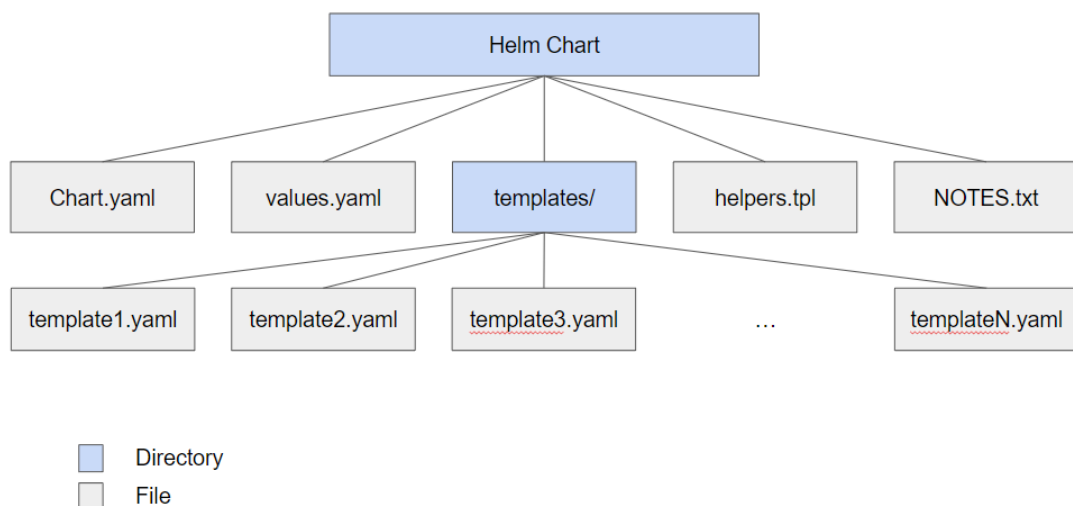 Helm Chart
Chart.yaml
values.yaml
templates/
helpers.tpl
NOTES.txt
template1.yaml
template2.yaml
template3.yaml
...
templateN.yaml
Directory
File